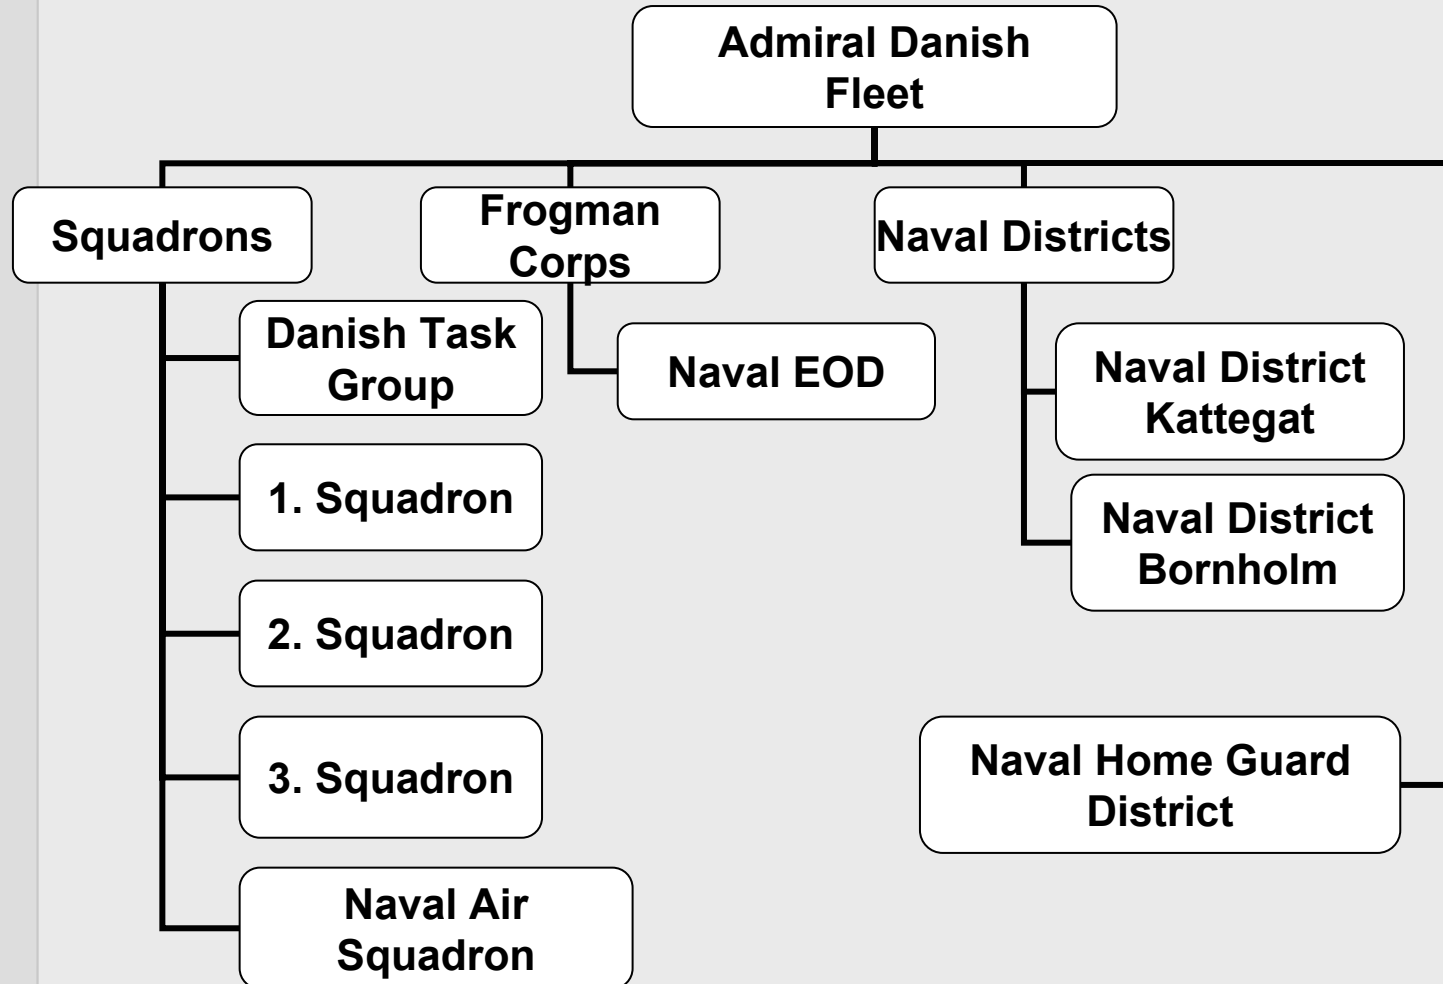 Admiral Danish
Fleet
Squadrons
Frogman
Corps
Naval Districts
Danish Task
Group
Naval EOD
Naval District
Kattegat
1. Squadron
Naval District
Bornholm
2. Squadron
3. Squadron
Naval Home Guard
District
Naval Air
Squadron